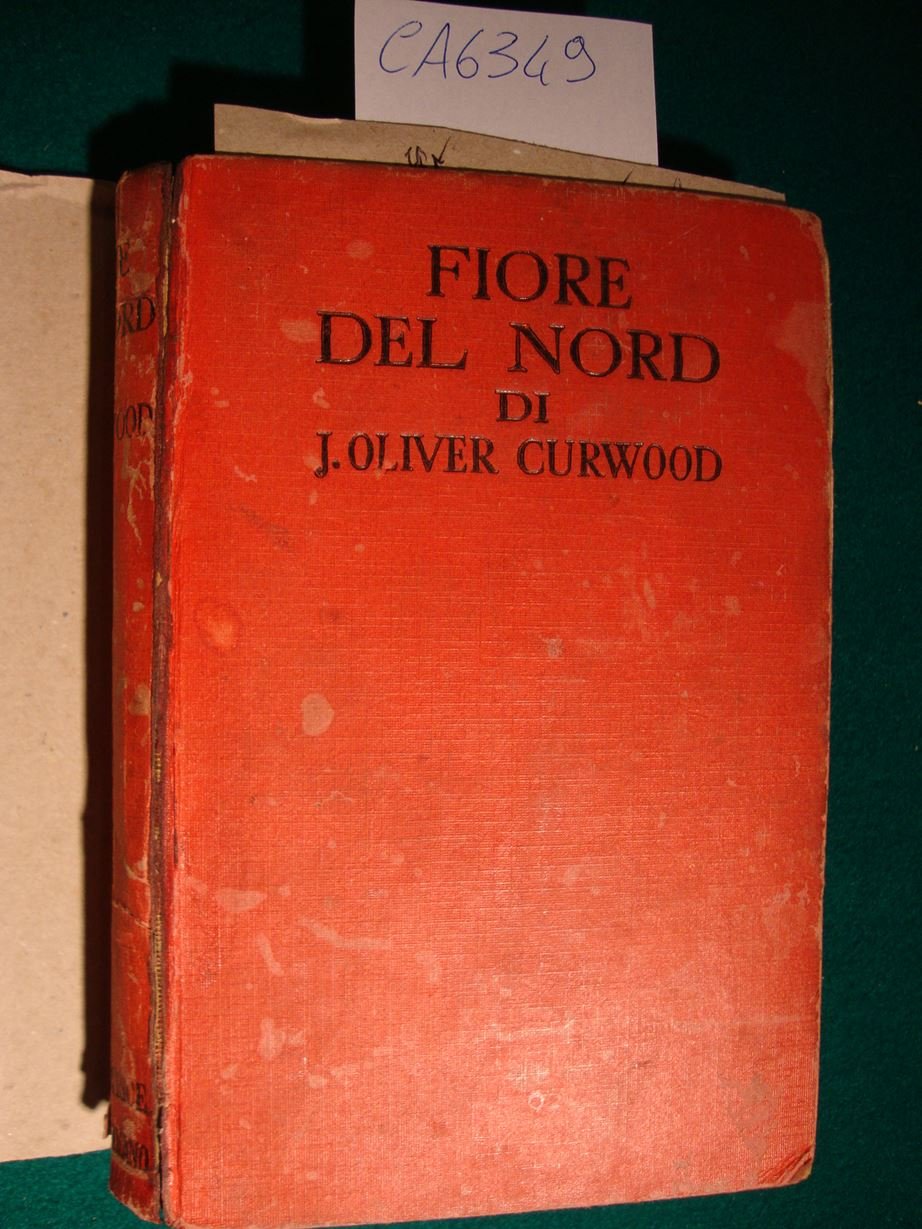 CA6349
FIORE
DEL NORD
DI
J. OLIVER CURWOOD